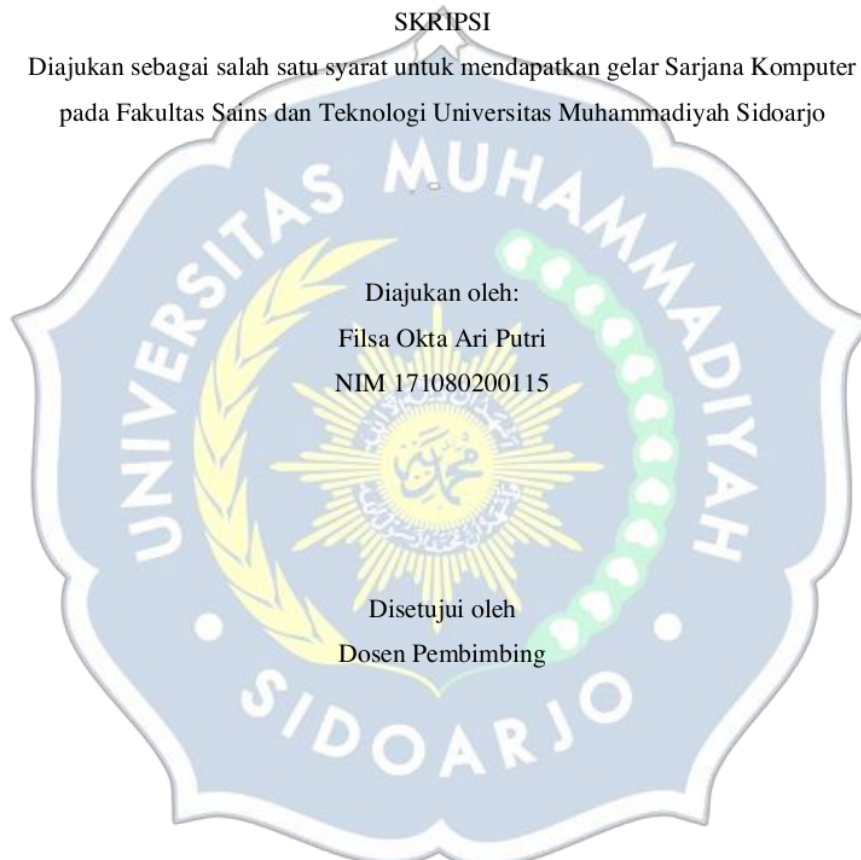 SKRIPSI
Diajukan sebagai salah satu syarat untuk mendapatkan gelar Sarjana Komputer
pada Fakultas Sains dan Teknologi Universitas Muhammadiyah Sidoarjo
UNIVERSITAS MUHAMMADIYAH
Diajukan oleh:
Filsa Okta Ari Putri
NIM 171080200115
محمدية
Disetujui oleh
Dosen Pembimbing
SIDOARJO